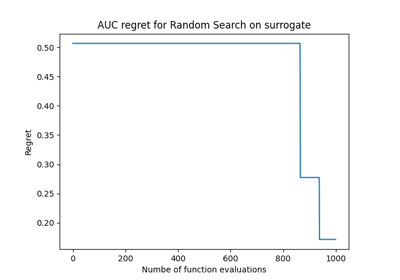 AUC regret for Random Search on surrogate
0.50
0.45
0.40
0.35
0.30
0.25
0.20
Regret
0 200 400 600 800 1000
Numbe of function evaluations